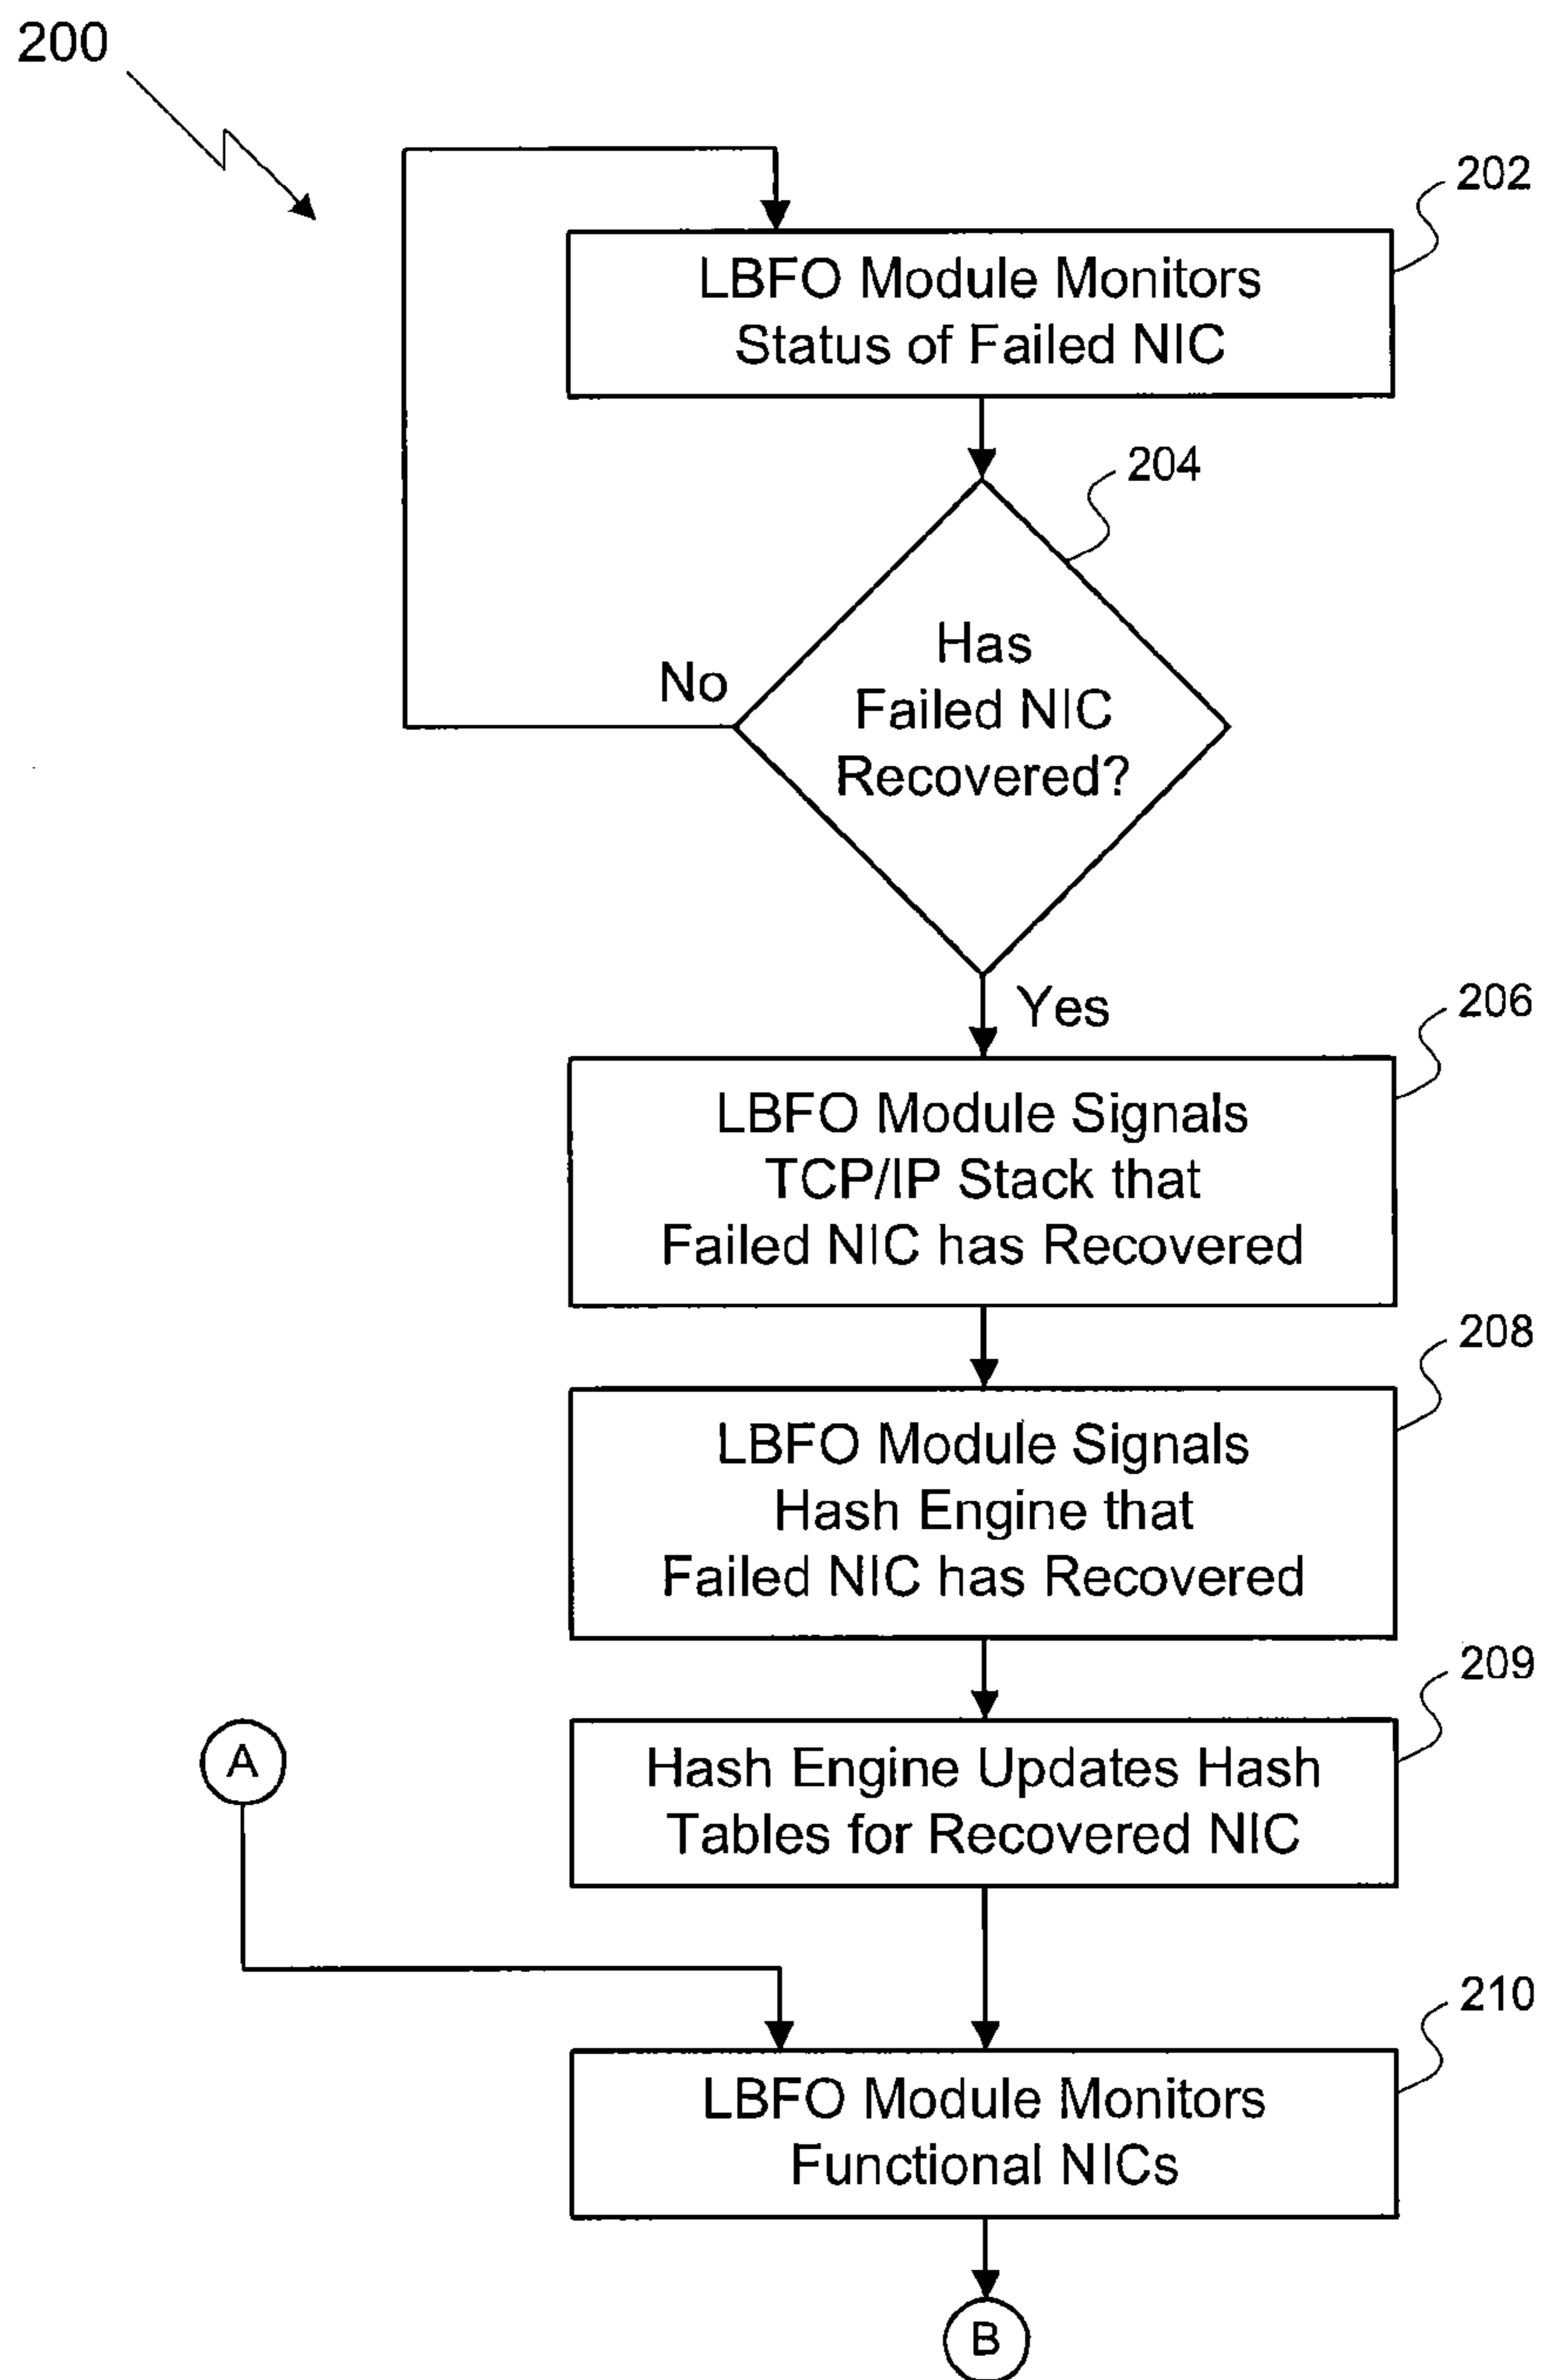 200
202
LBFO Module Monitors
Status of Failed NIC
204
Has
Failed NIC
Recovered?
No
Yes
206
LBFO Module Signals
TCP/IP Stack that
Failed NIC has Recovered
208
LBFO Module Signals
Hash Engine that
Failed NIC has Recovered
209
Hash Engine Updates Hash
Tables for Recovered NIC
A
210
LBFO Module Monitors
Functional NICs
B